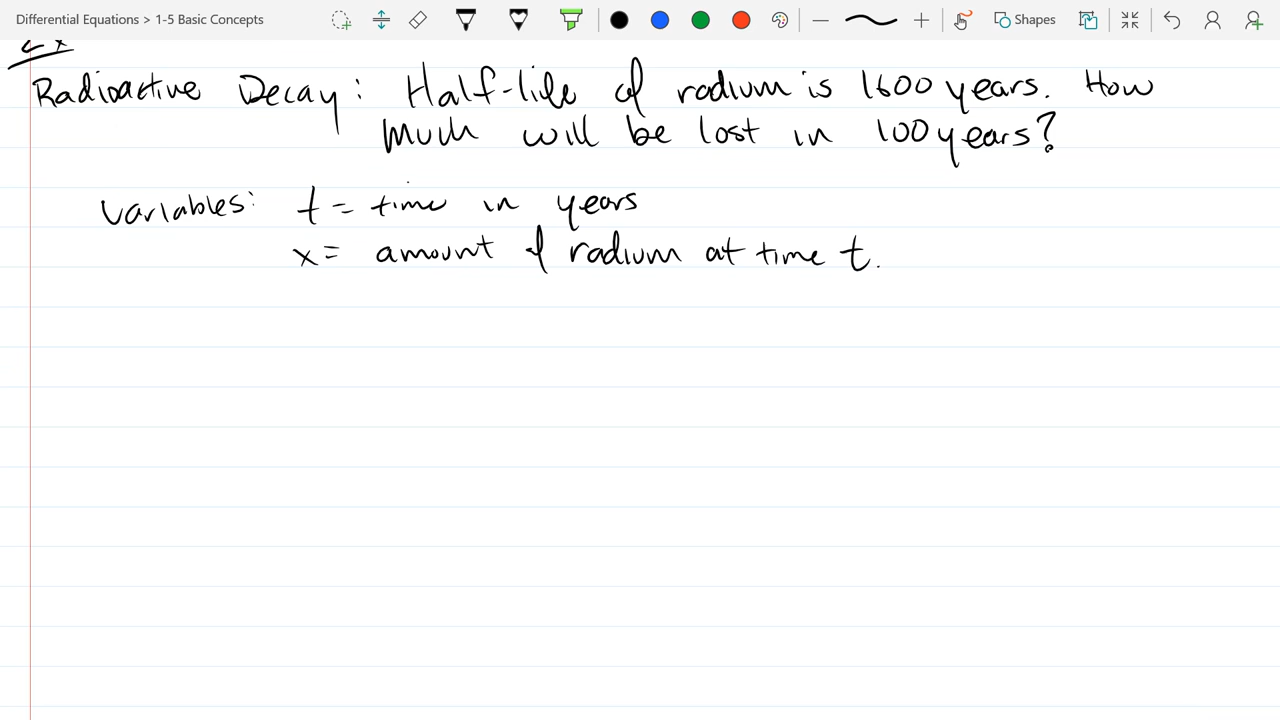 Differential Equations > 1-5 Basic Concepts
Shapes
Ex
Radioactive Decay: Half-life of radium is 1600 years. How
much will be lost in 100 years?
Variables: t = time in years
x = amount of radium at time t.